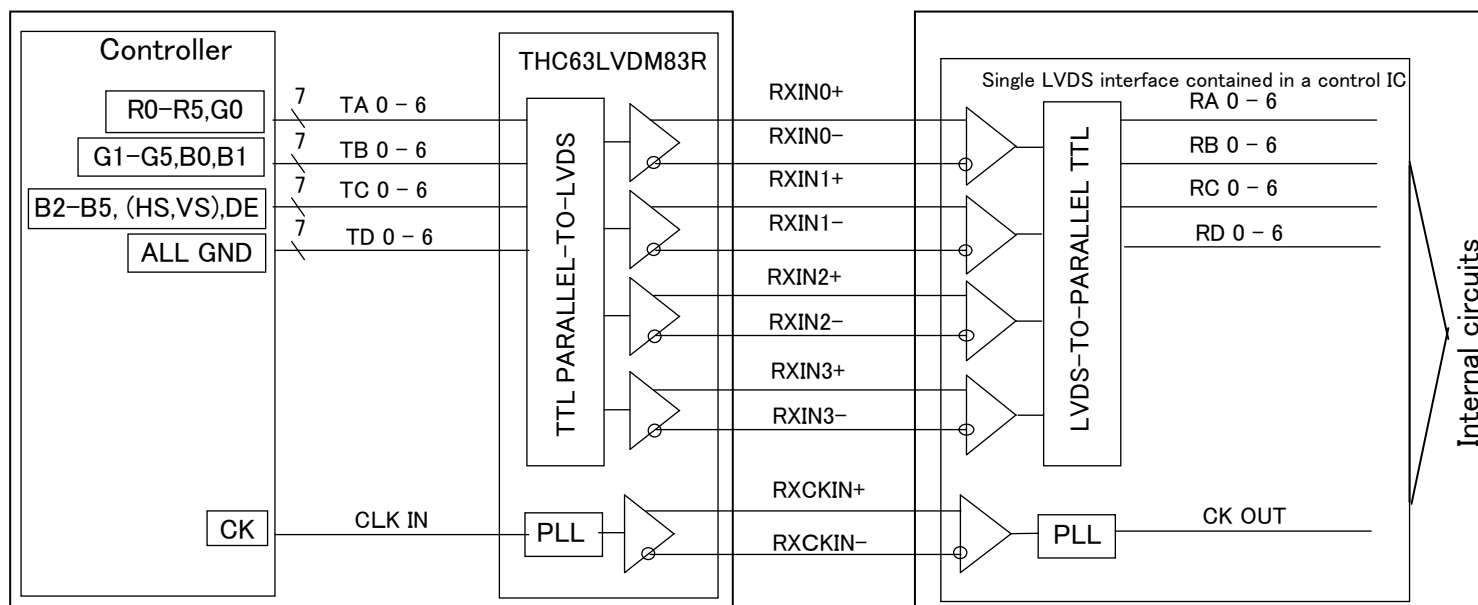 Controller
THC63LVDM83R
Single LVDS interface contained in a control IC
R0-R5,G0
7
TA 0 - 6
RXIN0+
RA 0 - 6
G1-G5,B0,B1
7
TB 0 - 6
RXIN0-
RB 0 - 6
B2-B5, (HS,VS),DE
7
TC 0 - 6
RXIN1+
RC 0 - 6
ALL GND
7
TD 0 - 6
RXIN1-
RD 0 - 6
TTL PARALLEL-TO-LVDS
RXIN2+
RXIN2-
RXIN3+
RXIN3-
LVDS-TO-PARALLEL TTL
Internal circuits
CK
CLK IN
PLL
RXCKIN+
RXCKIN-
PLL
CK OUT